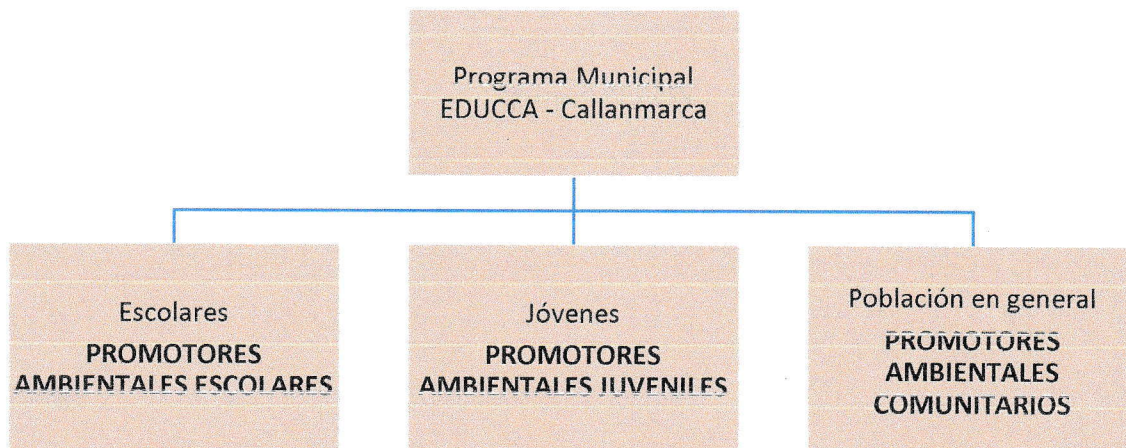 Programa Municipal
EDUCCA - Callanmarca
Escolares
PROMOTORES
AMBIENTALES ESCOLARES
Jóvenes
PROMOTORES
AMBIENTALES JUVENILES
Población en general
PROMOTORES
AMBIENTALES
COMUNITARIOS